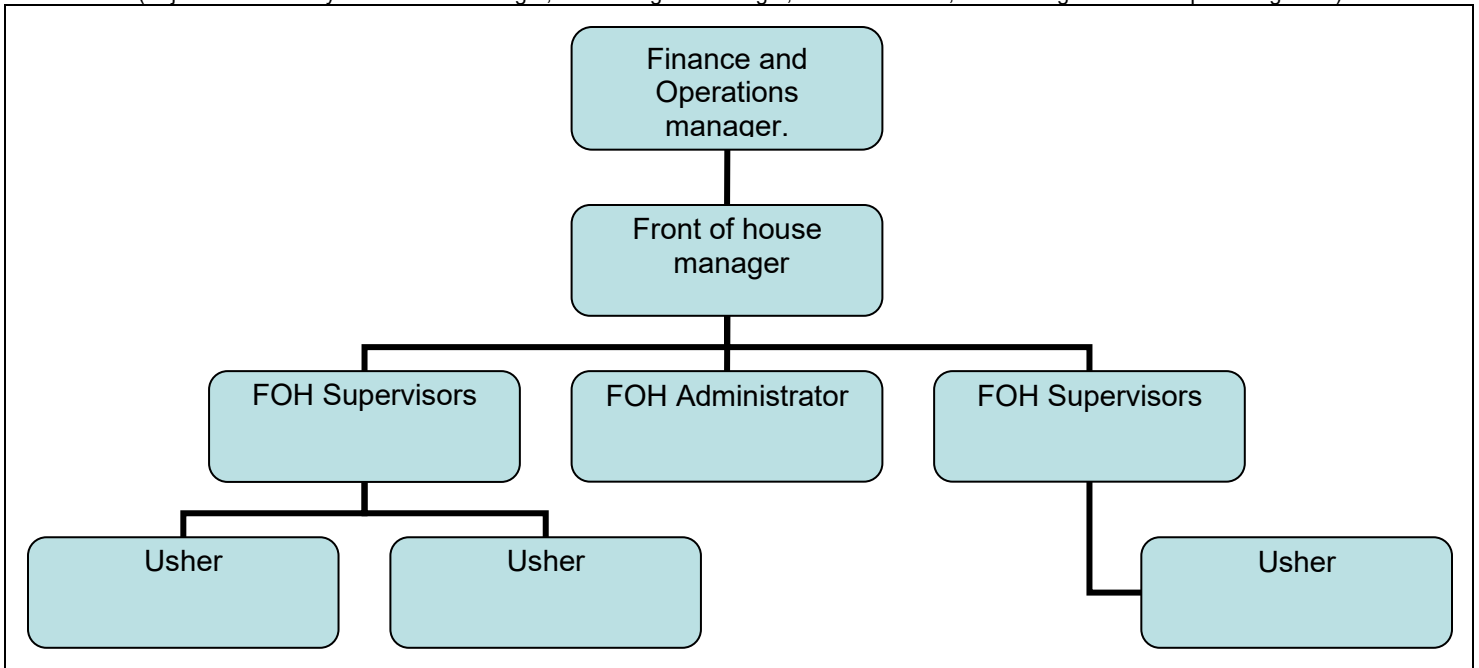 Finance and
Operations
manager.
Front of house
manager
FOH Supervisors
FOH Administrator
FOH Supervisors
Usher
Usher
Usher